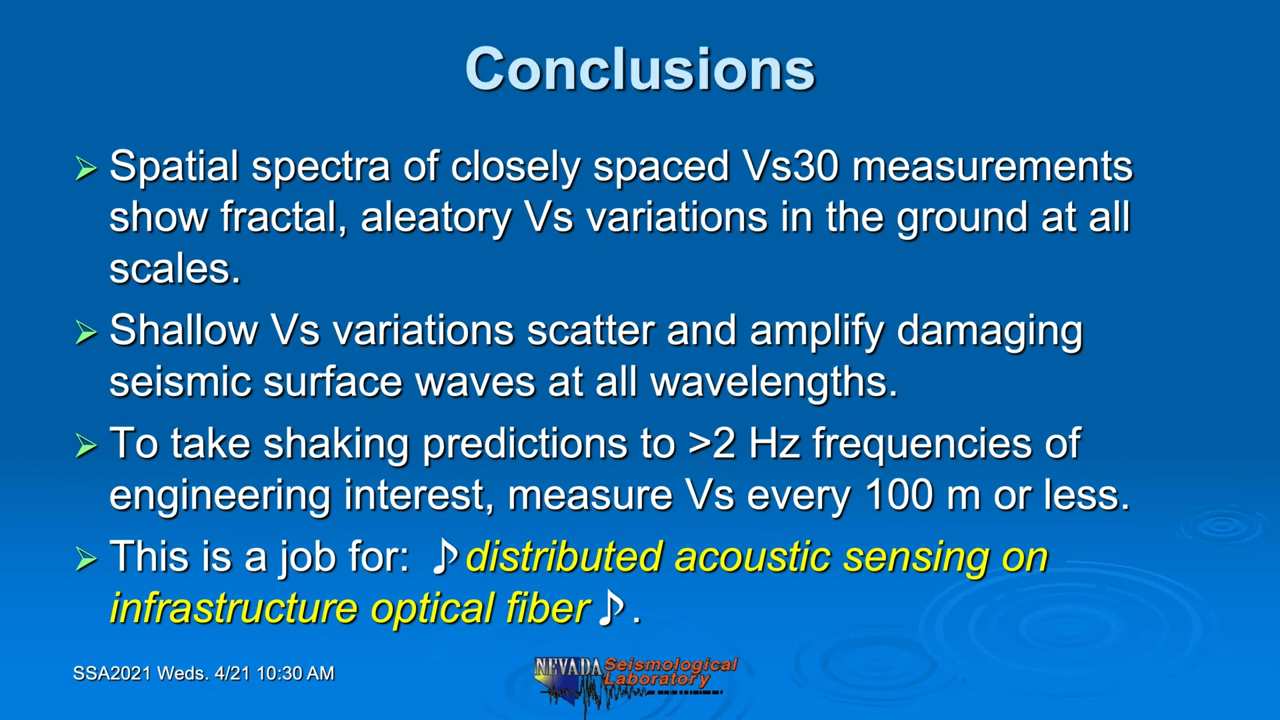 Conclusions
➢ Spatial spectra of closely spaced Vs30 measurements
show fractal, aleatory Vs variations in the ground at all
scales.
➢ Shallow Vs variations scatter and amplify damaging
seismic surface waves at all wavelengths.
➢ To take shaking predictions to >2 Hz frequencies of
engineering interest, measure Vs every 100 m or less.
➢ This is a job for: ♪distributed acoustic sensing on
infrastructure optical fiber♪.
SSA2021 Weds. 4/21 10:30 AM
NEVADA Seismological
Laboratory